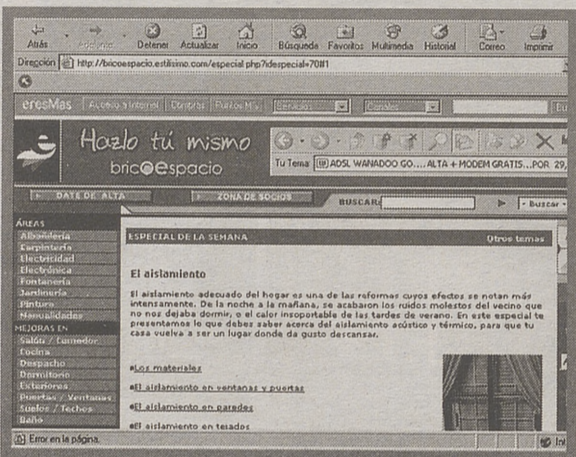 Atrás Adelante Detener Actualizar Inicio Búsqueda Favoritos Multimedia Historial Correo Imprimir
Dirección http://bricoespacio.estilisimo.com/especial.php?idespecial=70#1
eresMas Acceso a Internet Compras Punto Mis Servicios Canales
Hazlo tú mismo
bricoespacio
Tu Tema: ADSL WANADOO GO....ALTA + MODEM GRATIS...POR 29,
DATE DE ALTA ZONA DE SOCIOS BUSCAR: - Buscar -
ÁREAS
Albañilería
Carpintería
Electricidad
Electrónica
Fontanería
Jardinería
Pintura
Manualidades
MEJORAS EN
Salón / Comedor
Cocina
Despacho
Dormitorio
Exteriores
Puertas / Ventanas
Suelos / Techos
Baño
ESPECIAL DE LA SEMANA Otros temas
El aislamiento
El aislamiento adecuado del hogar es una de las reformas cuyos efectos se notan más
intensamente. De la noche a la mañana, se acabaron los ruidos molestos del vecino que
no nos dejaba dormir, o el calor insoportable de las tardes de verano. En este especial te
presentamos lo que debes saber acerca del aislamiento acústico y térmico, para que tu
casa vuelva a ser un lugar donde da gusto descansar.
Los materiales
El aislamiento en ventanas y puertas
El aislamiento en paredes
El aislamiento en tejados
Error en la página. Int